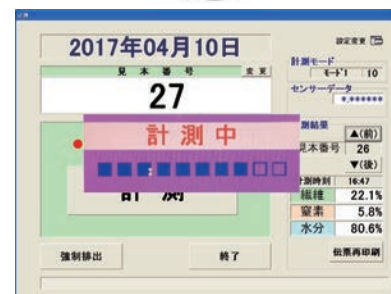 2017年04月10日
設定変更
見本番号
変更
27
計測モード
ﾓｰﾄﾞ1 10
センサーデータ
*.******
計測中
測結果
▲(前)
見本番号 26
▼(後)
計測時刻 16:47
繊維 22.1%
窒素 5.8%
水分 80.6%
計測
強制排出
終了
伝票再印刷